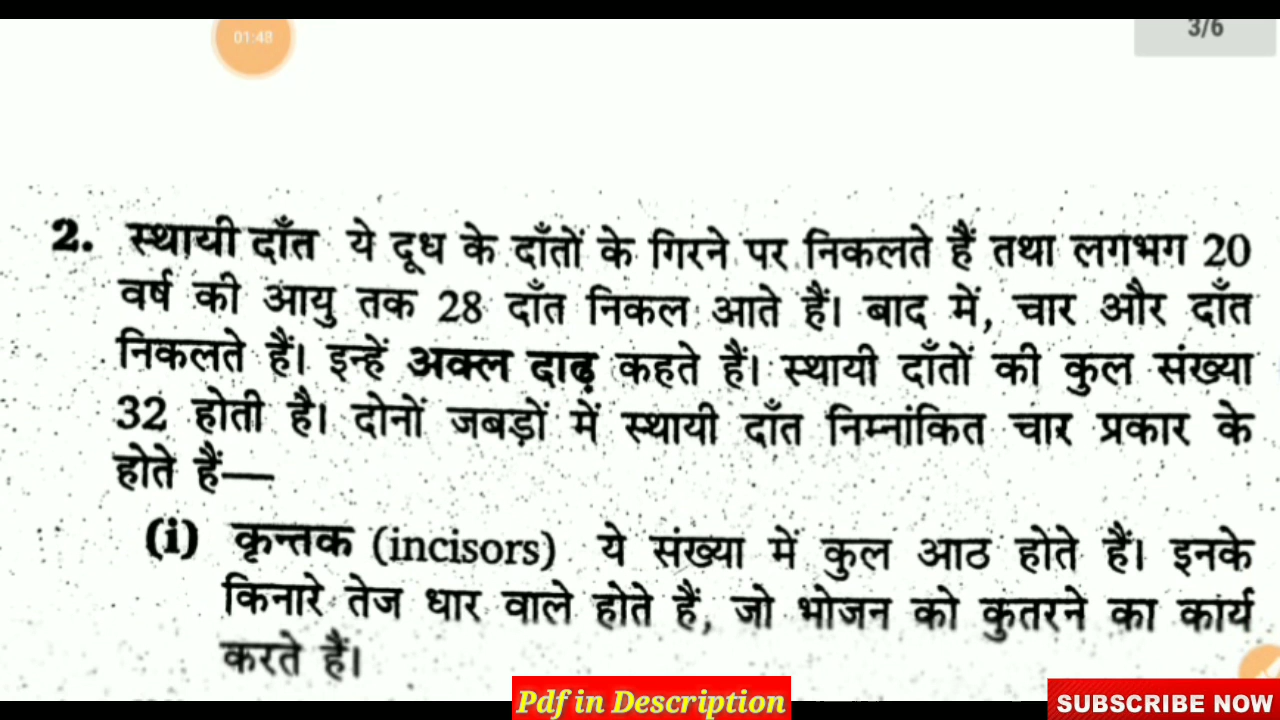 01:48
3/6
2. स्थायी दाँत ये दूध के दाँतों के गिरने पर निकलते हैं तथा लगभग 20
वर्ष की आयु तक 28 दाँत निकल आते हैं। बाद में, चार और दाँत
निकलते हैं। इन्हें अक्ल दाढ़ कहते हैं। स्थायी दाँतों की कुल संख्या
32 होती है। दोनों जबड़ों में स्थायी दाँत निम्नांकित चार प्रकार के
होते हैं—
(i) कृन्तक (incisors) ये संख्या में कुल आठ होते हैं। इनके
किनारे तेज धार वाले होते हैं, जो भोजन को कुतरने का कार्य
करते हैं।
Pdf in Description
SUBSCRIBE NOW